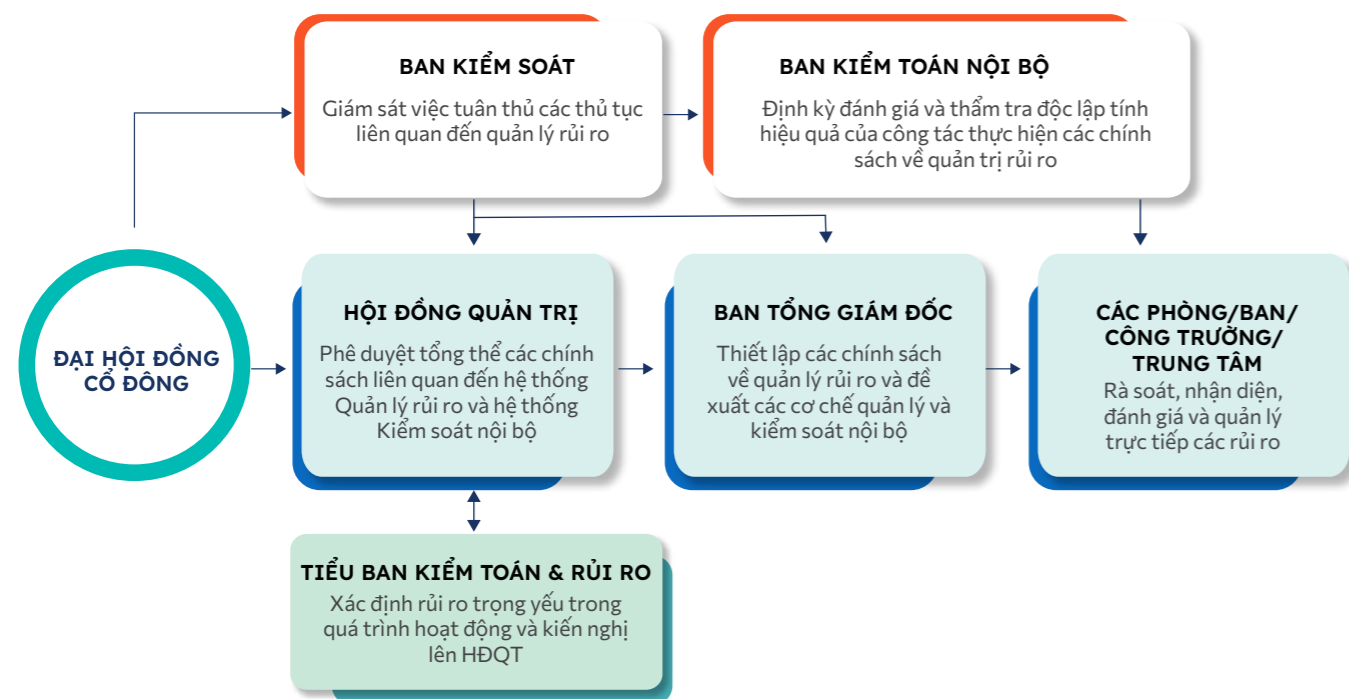 BAN KIỂM SOÁT
Giám sát việc tuân thủ các thủ tục
liên quan đến quản lý rủi ro
BAN KIỂM TOÁN NỘI BỘ
Định kỳ đánh giá và thẩm tra độc lập tính
hiệu quả của công tác thực hiện các chính
sách về quản trị rủi ro
ĐẠI HỘI ĐỒNG
CỔ ĐÔNG
HỘI ĐỒNG QUẢN TRỊ
Phê duyệt tổng thể các chính
sách liên quan đến hệ thống
Quản lý rủi ro và hệ thống
Kiểm soát nội bộ
BAN TỔNG GIÁM ĐỐC
Thiết lập các chính sách
về quản lý rủi ro và đề
xuất các cơ chế quản lý và
kiểm soát nội bộ
CÁC PHÒNG/BAN/
CÔNG TRƯỜNG/
TRUNG TÂM
Rà soát, nhận diện,
đánh giá và quản lý
trực tiếp các rủi ro
TIỂU BAN KIỂM TOÁN & RỦI RO
Xác định rủi ro trọng yếu trong
quá trình hoạt động và kiến nghị
lên HĐQT